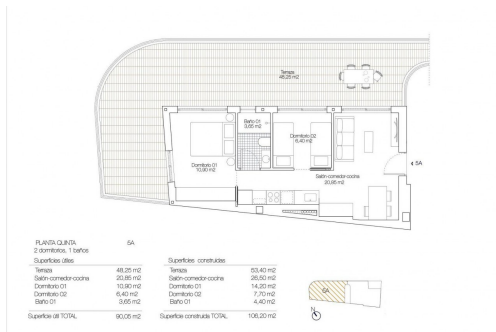 Terraza
48,25 m2
Baño 01
3,65 m2
Dormitorio 02
6,40 m2
Dormitorio 01
10,90 m2
Salón-comedor-cocina
20,85 m2
5A
PLANTA QUINTA 5A
2 dormitorios, 1 baños
Superficies útiles
Terraza 48,25 m2
Salón-comedor-cocina 20,85 m2
Dormitorio 01 10,90 m2
Dormitorio 02 6,40 m2
Baño 01 3,65 m2
Superficie útil TOTAL 90,05 m2
Superficies construidas
Terraza 53,40 m2
Salón-comedor-cocina 26,50 m2
Dormitorio 01 14,20 m2
Dormitorio 02 7,70 m2
Baño 01 4,40 m2
Superficie construida TOTAL 106,20 m2
5A
N